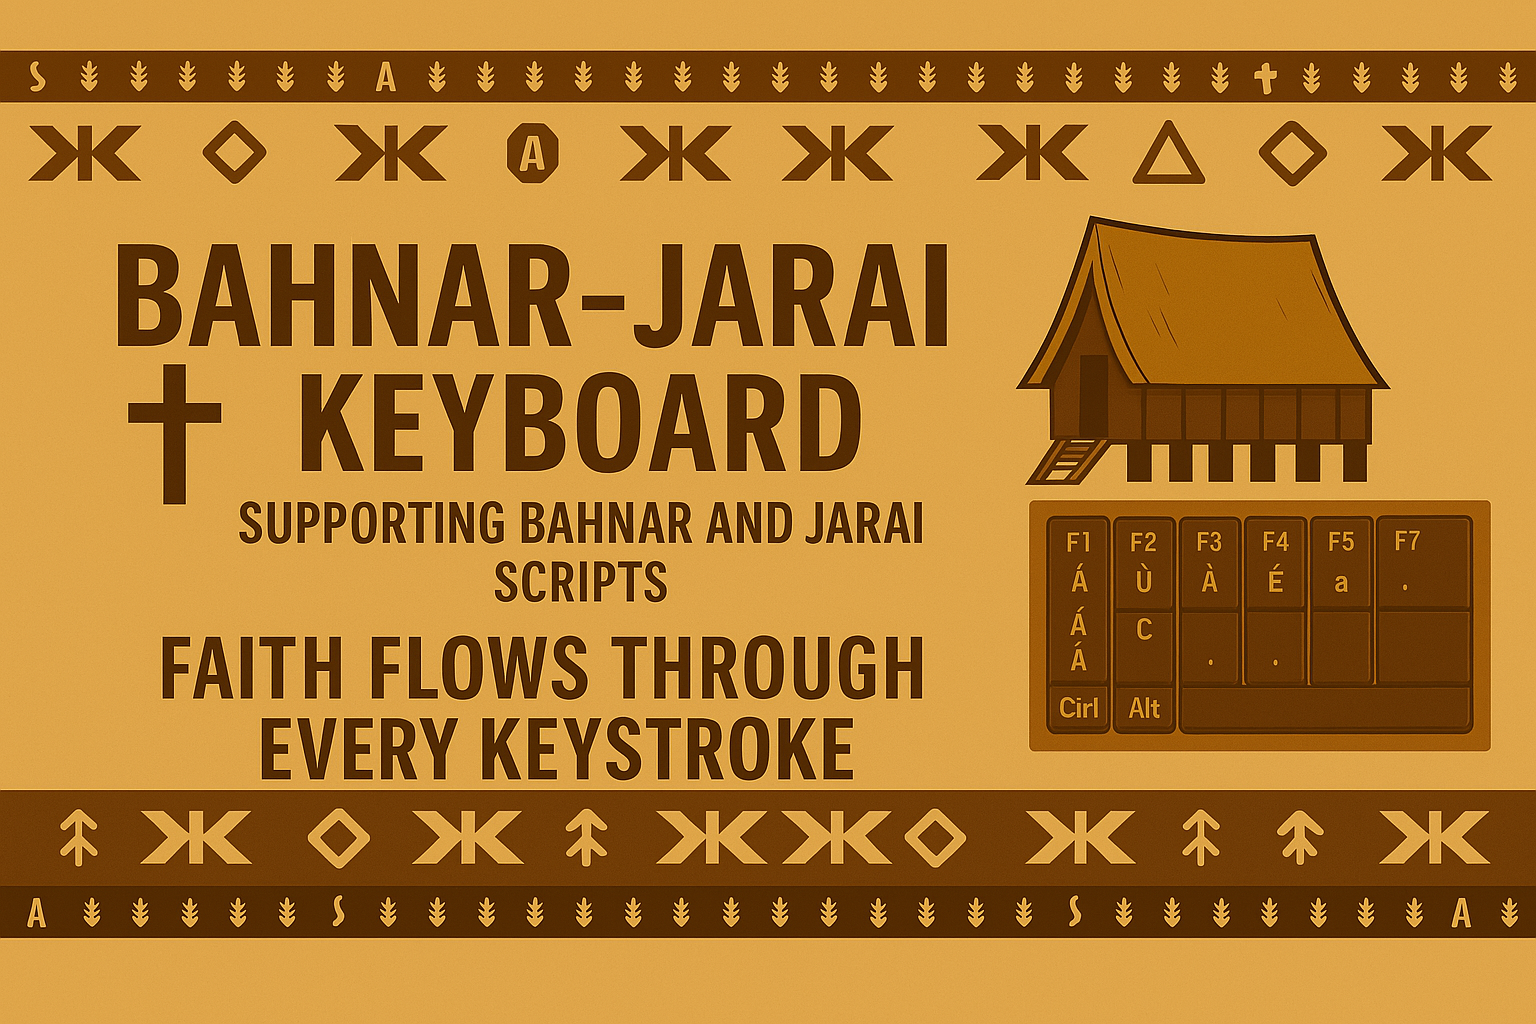 S A
A
BAHNAR-JARAI
KEYBOARD
SUPPORTING BAHNAR AND JARAI
SCRIPTS
FAITH FLOWS THROUGH
EVERY KEYSTROKE
F1 F2 F3 F4 F5 F7
Á Ù À É a .
Á C
Á . .
Cirl Alt
A S S A